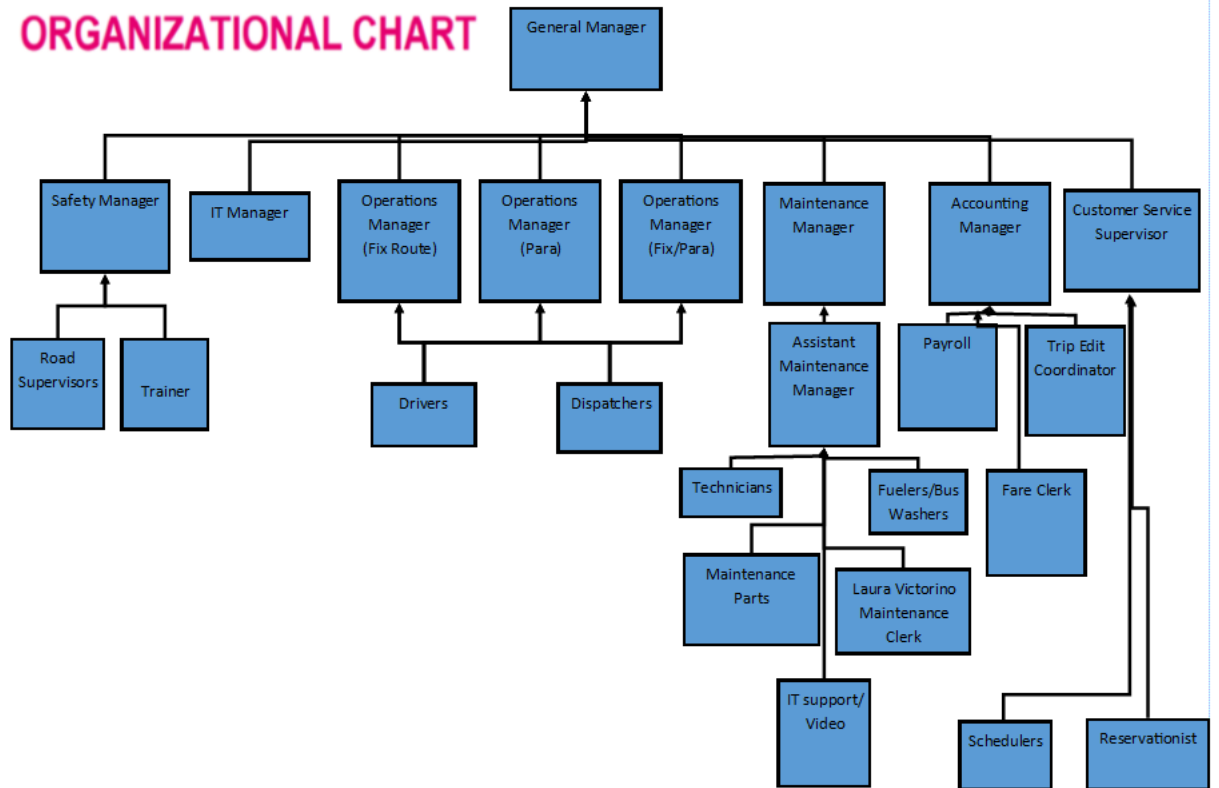 ORGANIZATIONAL CHART
General Manager
Safety Manager
IT Manager
Operations
Manager
(Fix Route)
Operations
Manager
(Para)
Operations
Manager
(Fix/Para)
Maintenance
Manager
Accounting
Manager
Customer Service
Supervisor
Road
Supervisors
Trainer
Drivers
Dispatchers
Assistant
Maintenance
Manager
Payroll
Trip Edit
Coordinator
Technicians
Fuelers/Bus
Washers
Fare Clerk
Maintenance
Parts
Laura Victorino
Maintenance
Clerk
IT support/
Video
Schedulers
Reservationist